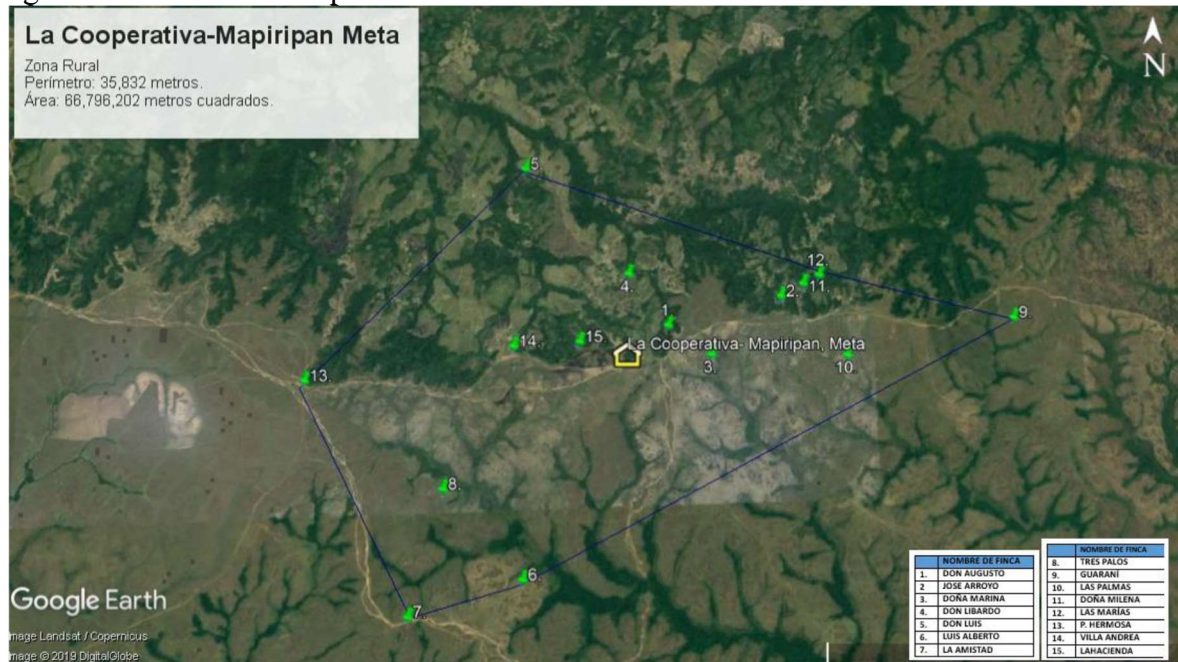 La Cooperativa-Mapiripan Meta
Zona Rural
Perímetro: 35,832 metros.
Área: 66,796,202 metros cuadrados.
N
5
12.
4.
11.
2.
9.
1
La Cooperativa- Mapiripan, Meta
15
14.
3.
10.
13.
8.
6.
7.
NOMBRE DE FINCA
1. DON AUGUSTO
2 JOSE ARROYO
3. DOÑA MARINA
4. DON LIBARDO
5. DON LUIS
6. LUIS ALBERTO
7. LA AMISTAD
NOMBRE DE FINCA
8. TRES PALOS
9. GUARANÍ
10. LAS PALMAS
11. DOÑA MILENA
12. LAS MARÍAS
13. P. HERMOSA
14. VILLA ANDREA
15. LAHACIENDA
Google Earth
mage Landsat / Copernicus
mage © 2019 DigitalGlobe